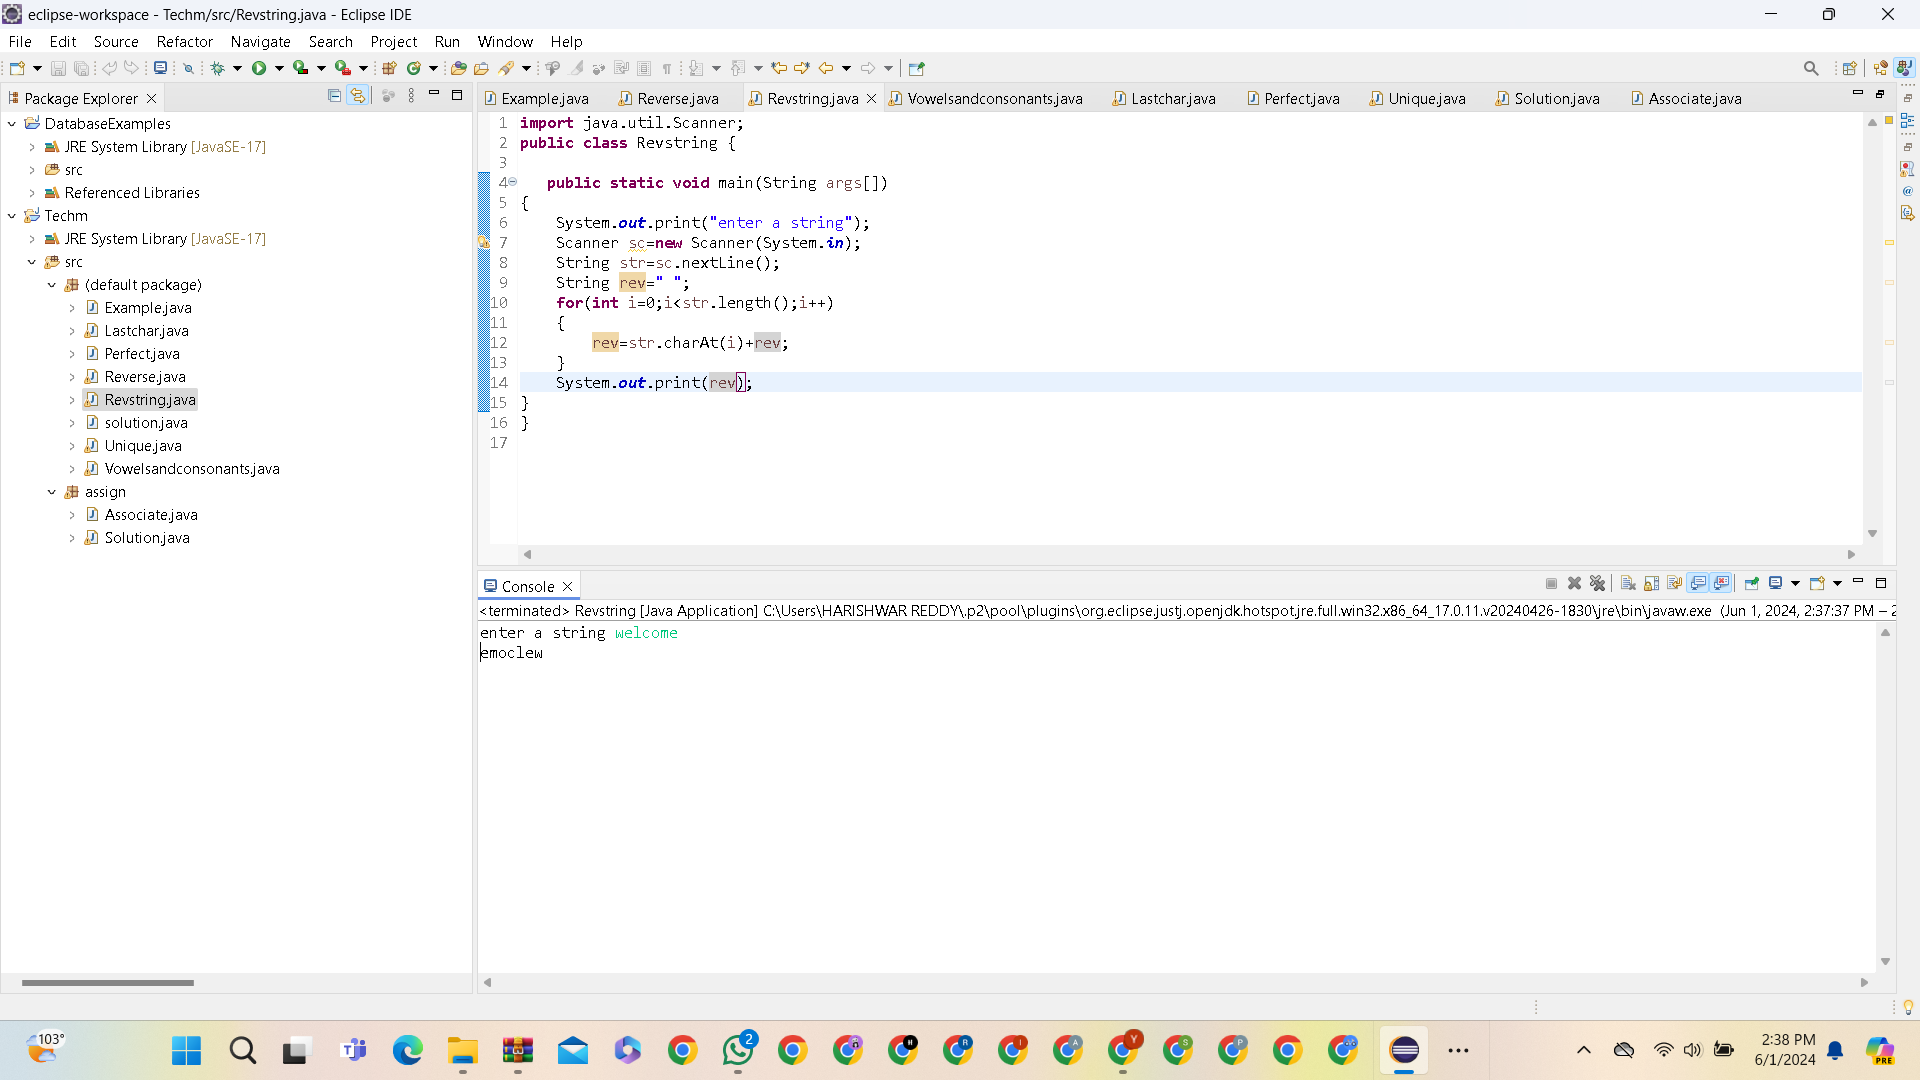 eclipse-workspace - Techm/src/Revstring.java - Eclipse IDE
File Edit Source Refactor Navigate Search Project Run Window Help
Package Explorer
DatabaseExamples
JRE System Library [JavaSE-17]
src
Referenced Libraries
Techm
JRE System Library [JavaSE-17]
src
(default package)
Example.java
Lastchar.java
Perfect.java
Reverse.java
Revstring.java
solution.java
Unique.java
Vowelsandconsonants.java
assign
Associate.java
Solution.java
Example.java Reverse.java Revstring.java Vowelsandconsonants.java Lastchar.java Perfect.java Unique.java Solution.java Associate.java
1 import java.util.Scanner;
2 public class Revstring {
3
4 public static void main(String args[])
5 {
6 System.out.print("enter a string");
7 Scanner sc=new Scanner(System.in);
8 String str=sc.nextLine();
9 String rev=" ";
10 for(int i=0;i<str.length();i++)
11 {
12 rev=str.charAt(i)+rev;
13 }
14 System.out.print(rev);
15 }
16 }
17
Console
<terminated> Revstring [Java Application] C:\Users\HARISHWAR REDDY\.p2\pool\plugins\org.eclipse.justj.openjdk.hotspot.jre.full.win32.x86_64_17.0.11.v20240426-1830\jre\bin\javaw.exe (Jun 1, 2024, 2:37:37 PM – 2
enter a string welcome
emoclew
103°
2
2:38 PM
6/1/2024
PRE